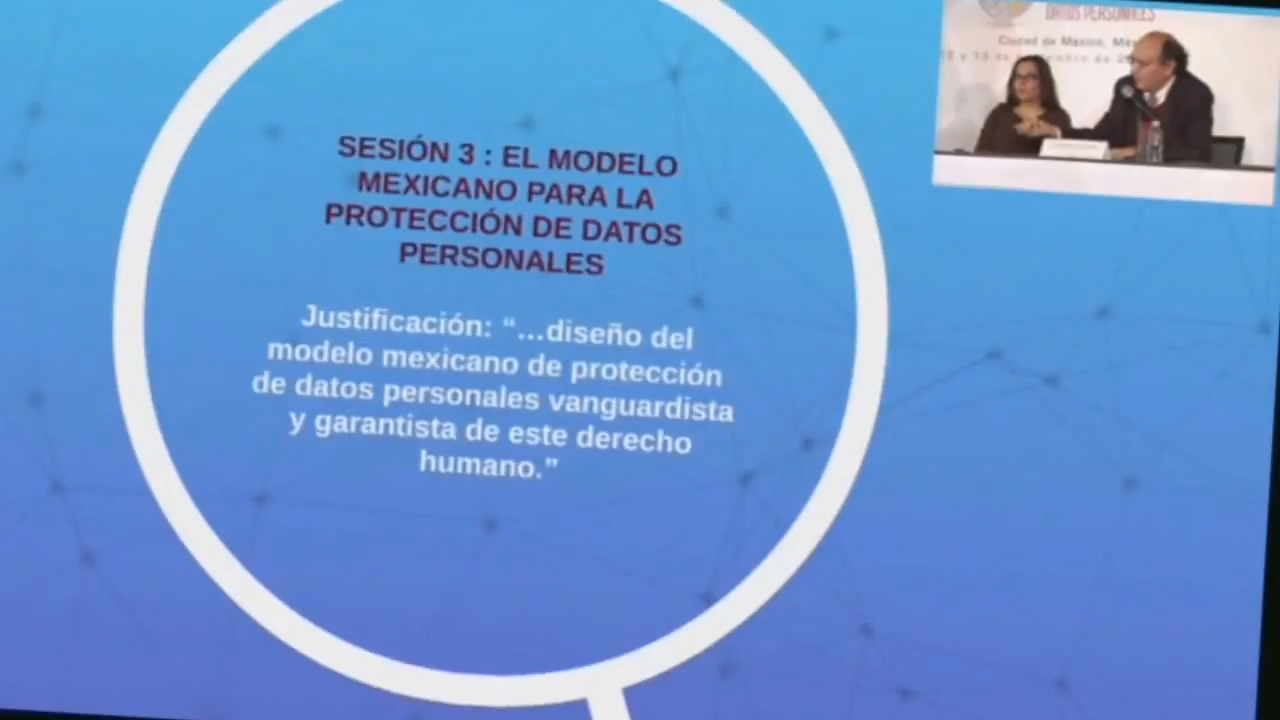 SESIÓN 3 : EL MODELO
MEXICANO PARA LA
PROTECCIÓN DE DATOS
PERSONALES
Justificación: “...diseño del
modelo mexicano de protección
de datos personales vanguardista
y garantista de este derecho
humano.”
DATOS PERSONALES
Ciudad de México,